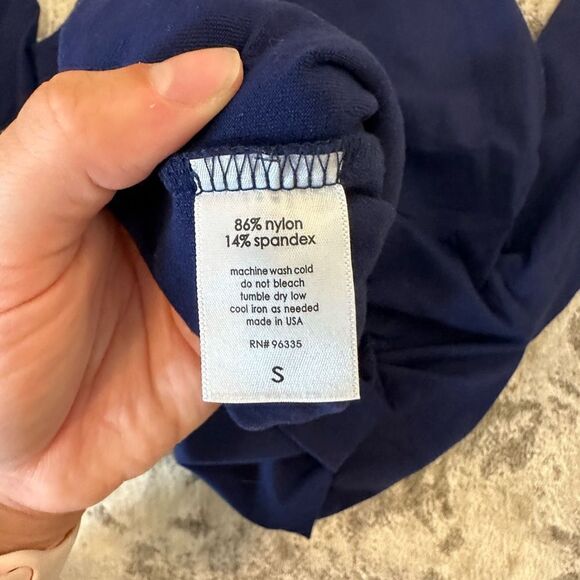 86% nylon
14% spandex
machine wash cold
do not bleach
tumble dry low
cool iron as needed
made in USA
RN# 96335
S